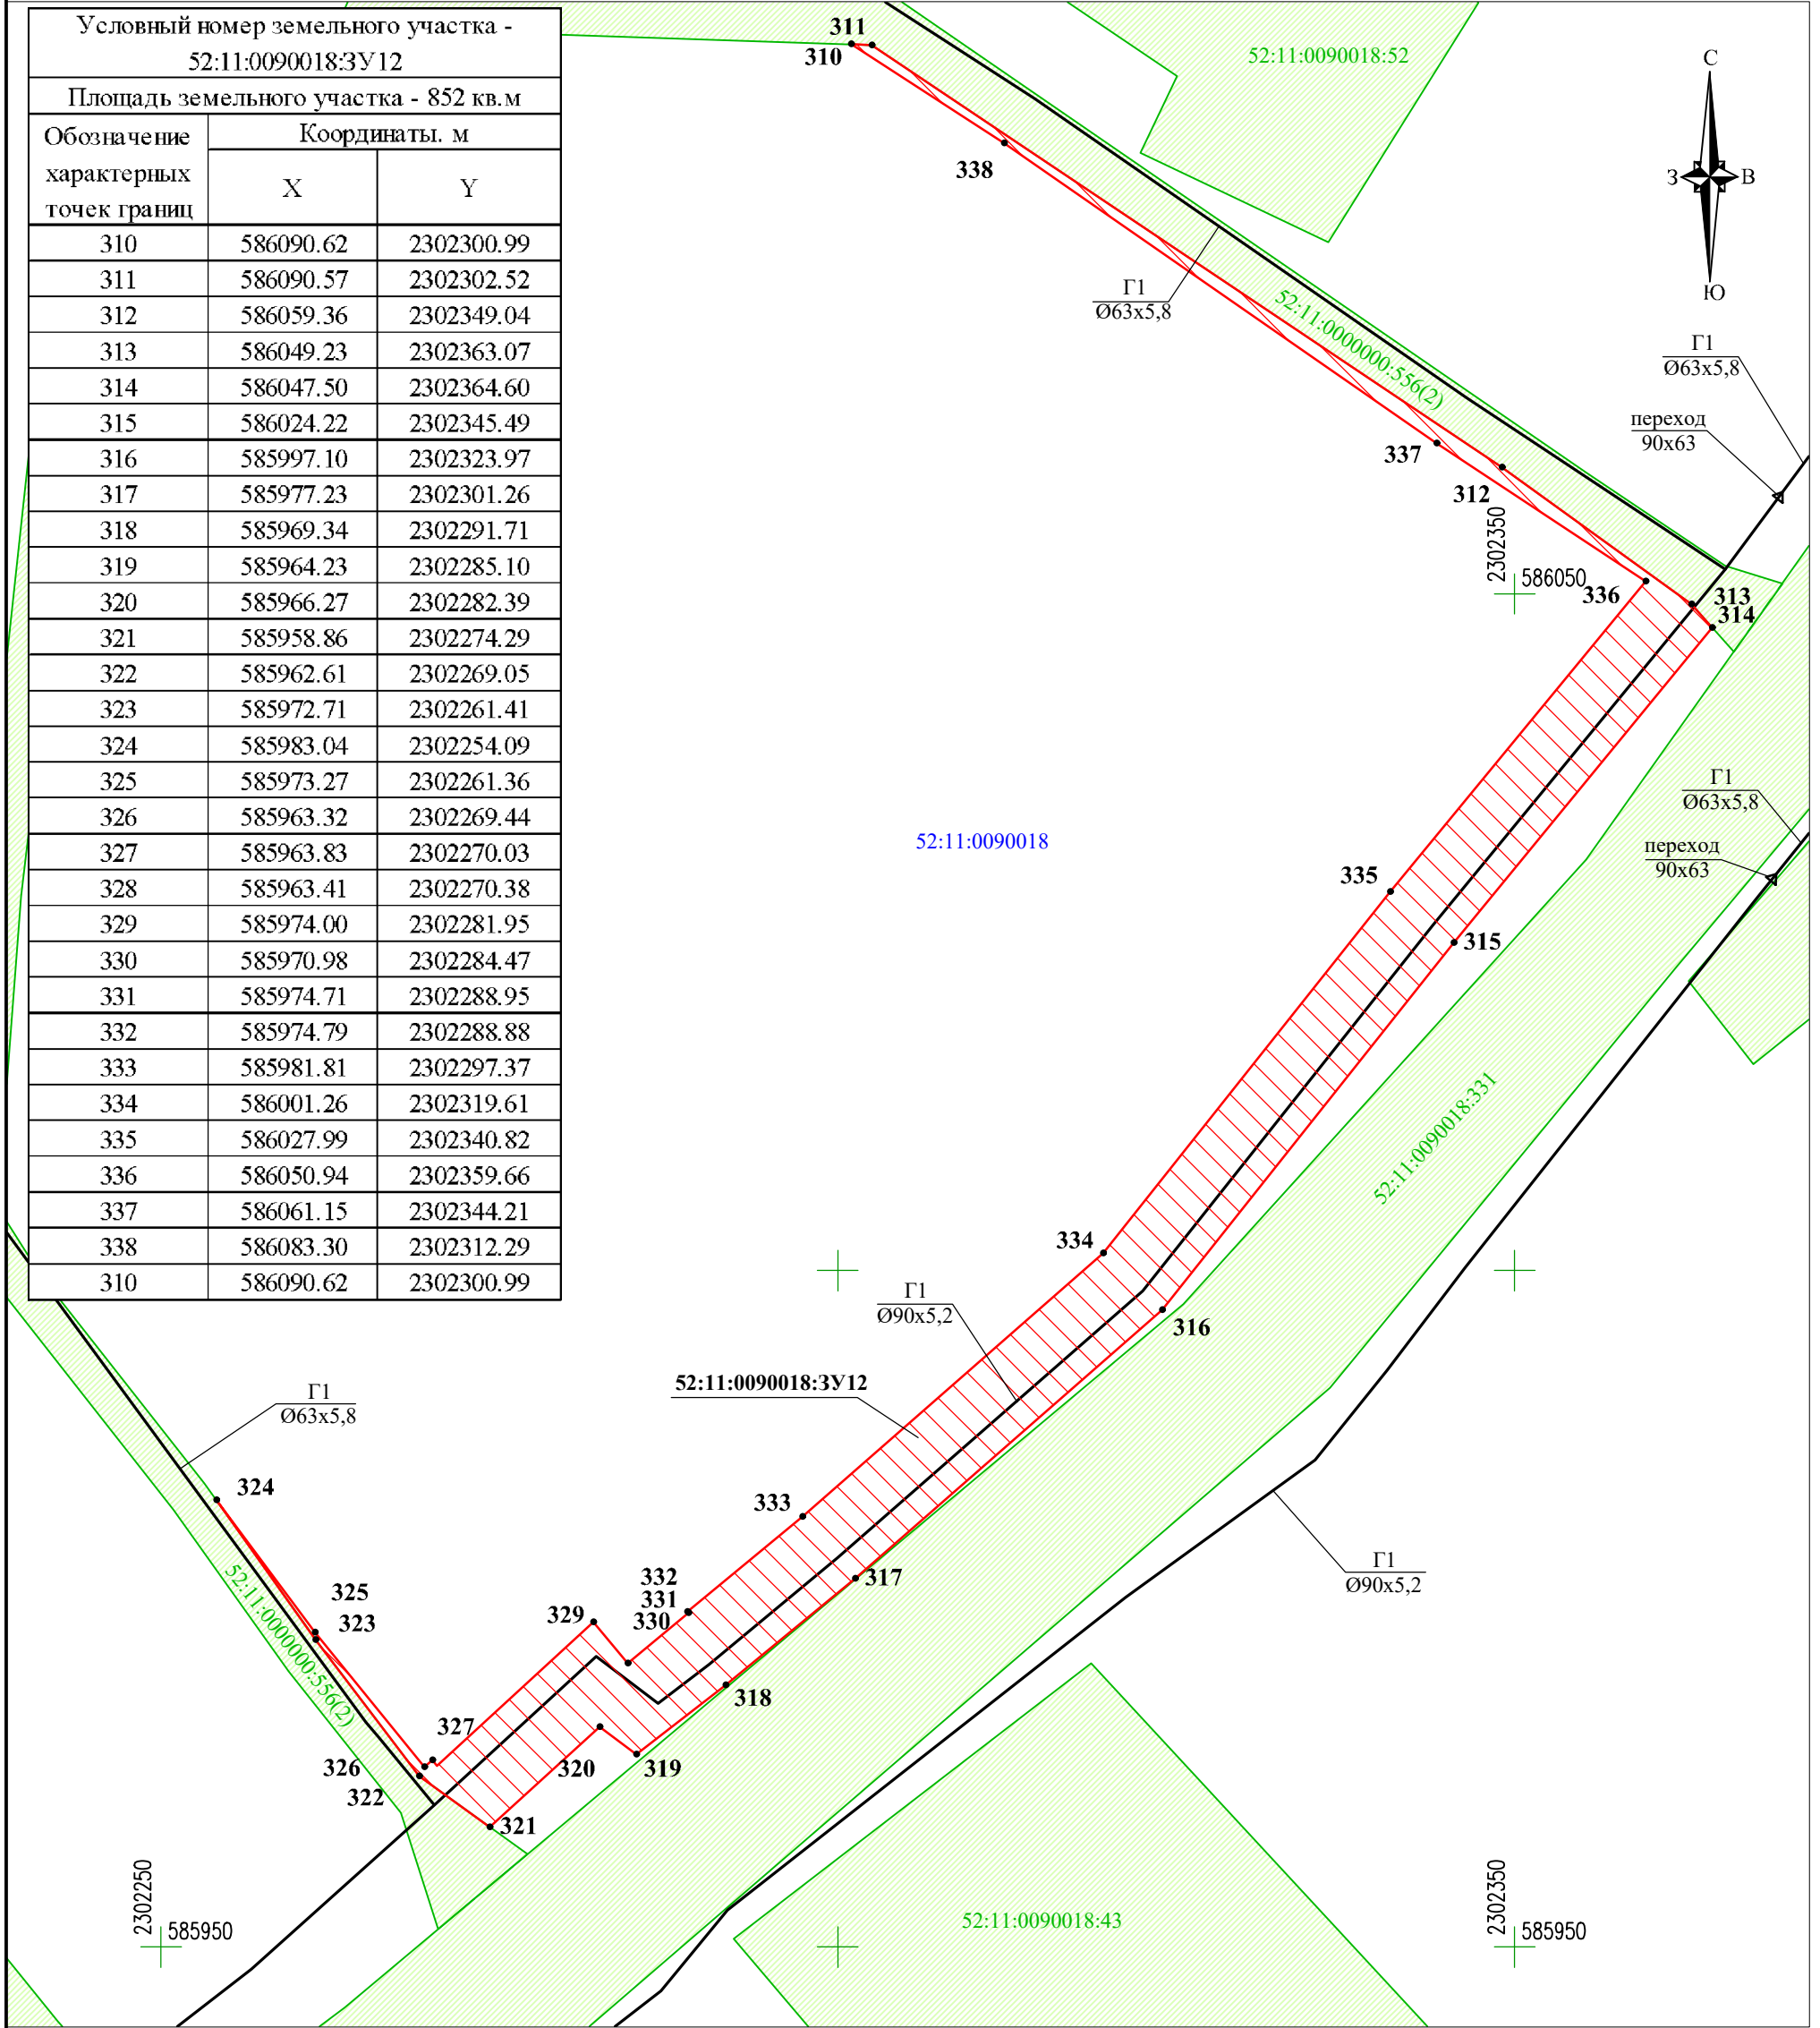 Условный номер земельного участка -
52:11:0090018:ЗУ12
Площадь земельного участка - 852 кв.м
Обозначение характерных точек границ
Координаты. м
X Y
310 586090.62 2302300.99
311 586090.57 2302302.52
312 586059.36 2302349.04
313 586049.23 2302363.07
314 586047.50 2302364.60
315 586024.22 2302345.49
316 585997.10 2302323.97
317 585977.23 2302301.26
318 585969.34 2302291.71
319 585964.23 2302285.10
320 585966.27 2302282.39
321 585958.86 2302274.29
322 585962.61 2302269.05
323 585972.71 2302261.41
324 585983.04 2302254.09
325 585973.27 2302261.36
326 585963.32 2302269.44
327 585963.83 2302270.03
328 585963.41 2302270.38
329 585974.00 2302281.95
330 585970.98 2302284.47
331 585974.71 2302288.95
332 585974.79 2302288.88
333 585981.81 2302297.37
334 586001.26 2302319.61
335 586027.99 2302340.82
336 586050.94 2302359.66
337 586061.15 2302344.21
338 586083.30 2302312.29
310 586090.62 2302300.99
311
310
52:11:0090018:52
С
З
В
Ю
338
Г1
Ø63х5,8
52:11:0000000:556(2)
Г1
Ø63х5,8
переход
90х63
337
312
2302350
586050
336
313
314
Г1
Ø63х5,8
переход
90х63
52:11:0090018
335
315
52:11:0090018:331
334
316
Г1
Ø90х5,2
52:11:0090018:ЗУ12
Г1
Ø63х5,8
324
333
317
325
323
332
331
330
329
Г1
Ø90х5,2
52:11:0000000:556(2)
318
327
326
322
320
319
321
2302250
585950
52:11:0090018:43
2302350
585950